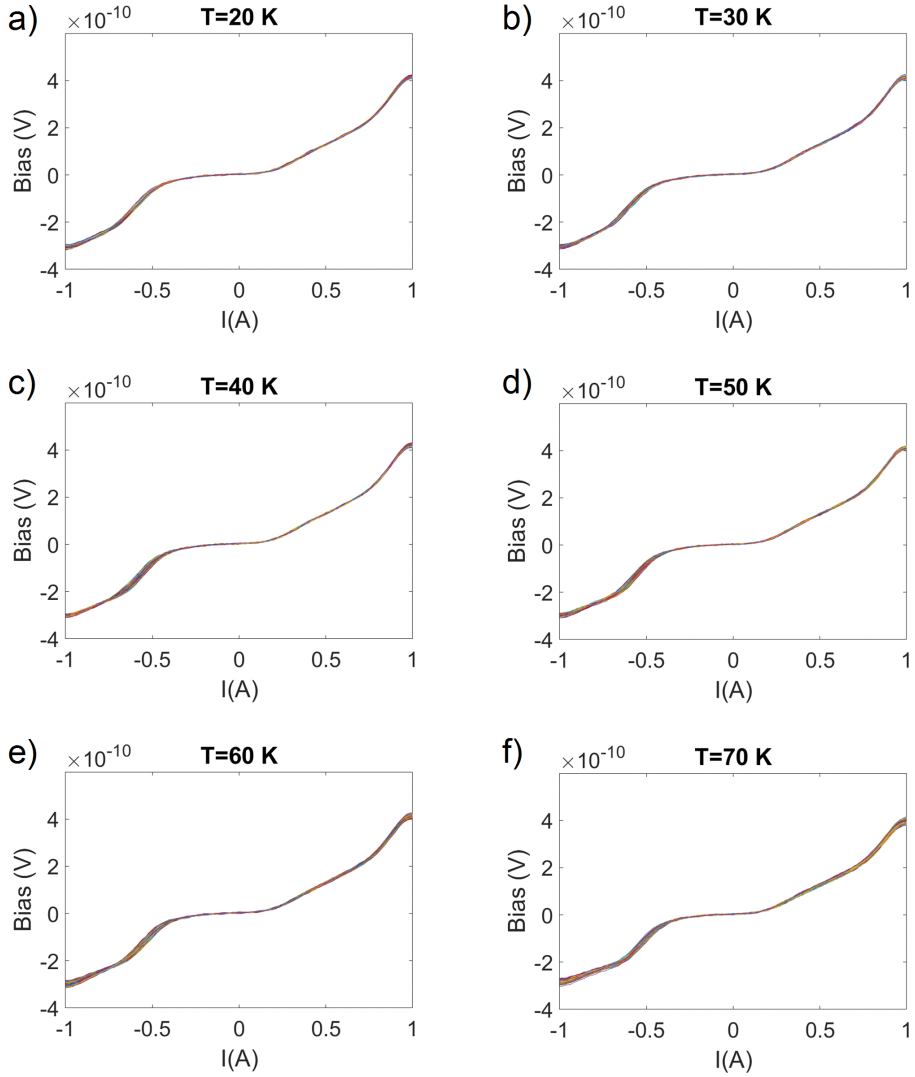 a)
×10⁻¹⁰
T=20 K
Bias (V)
4
2
0
-2
-4
-1
-0.5
0
0.5
1
I(A)
b)
×10⁻¹⁰
T=30 K
Bias (V)
4
2
0
-2
-4
-1
-0.5
0
0.5
1
I(A)
c)
×10⁻¹⁰
T=40 K
Bias (V)
4
2
0
-2
-4
-1
-0.5
0
0.5
1
I(A)
d)
×10⁻¹⁰
T=50 K
Bias (V)
4
2
0
-2
-4
-1
-0.5
0
0.5
1
I(A)
e)
×10⁻¹⁰
T=60 K
Bias (V)
4
2
0
-2
-4
-1
-0.5
0
0.5
1
I(A)
f)
×10⁻¹⁰
T=70 K
Bias (V)
4
2
0
-2
-4
-1
-0.5
0
0.5
1
I(A)